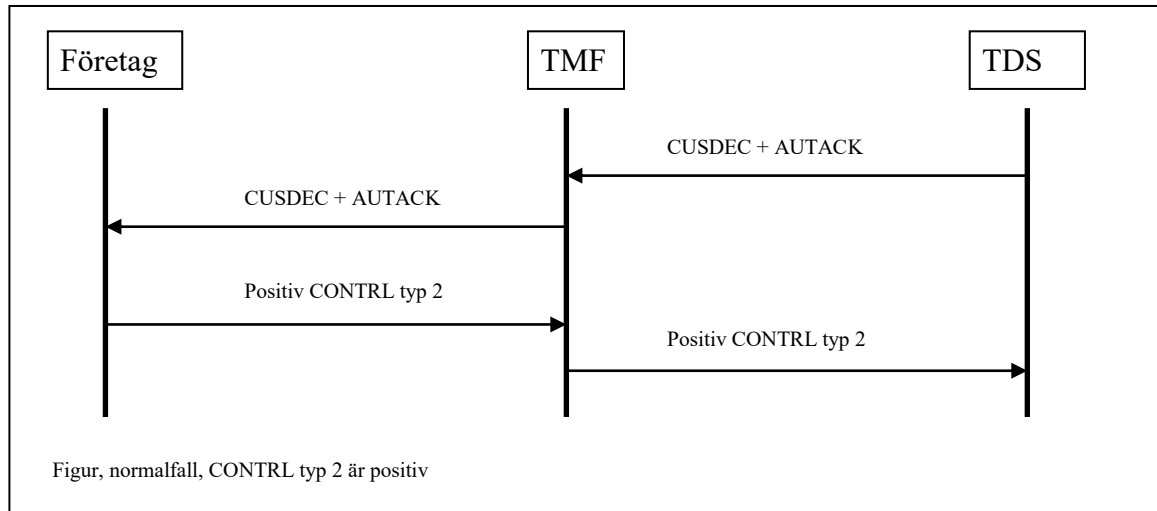 Företag
TMF
TDS
CUSDEC + AUTACK
CUSDEC + AUTACK
Positiv CONTRL typ 2
Positiv CONTRL typ 2
Figur, normalfall, CONTRL typ 2 är positiv